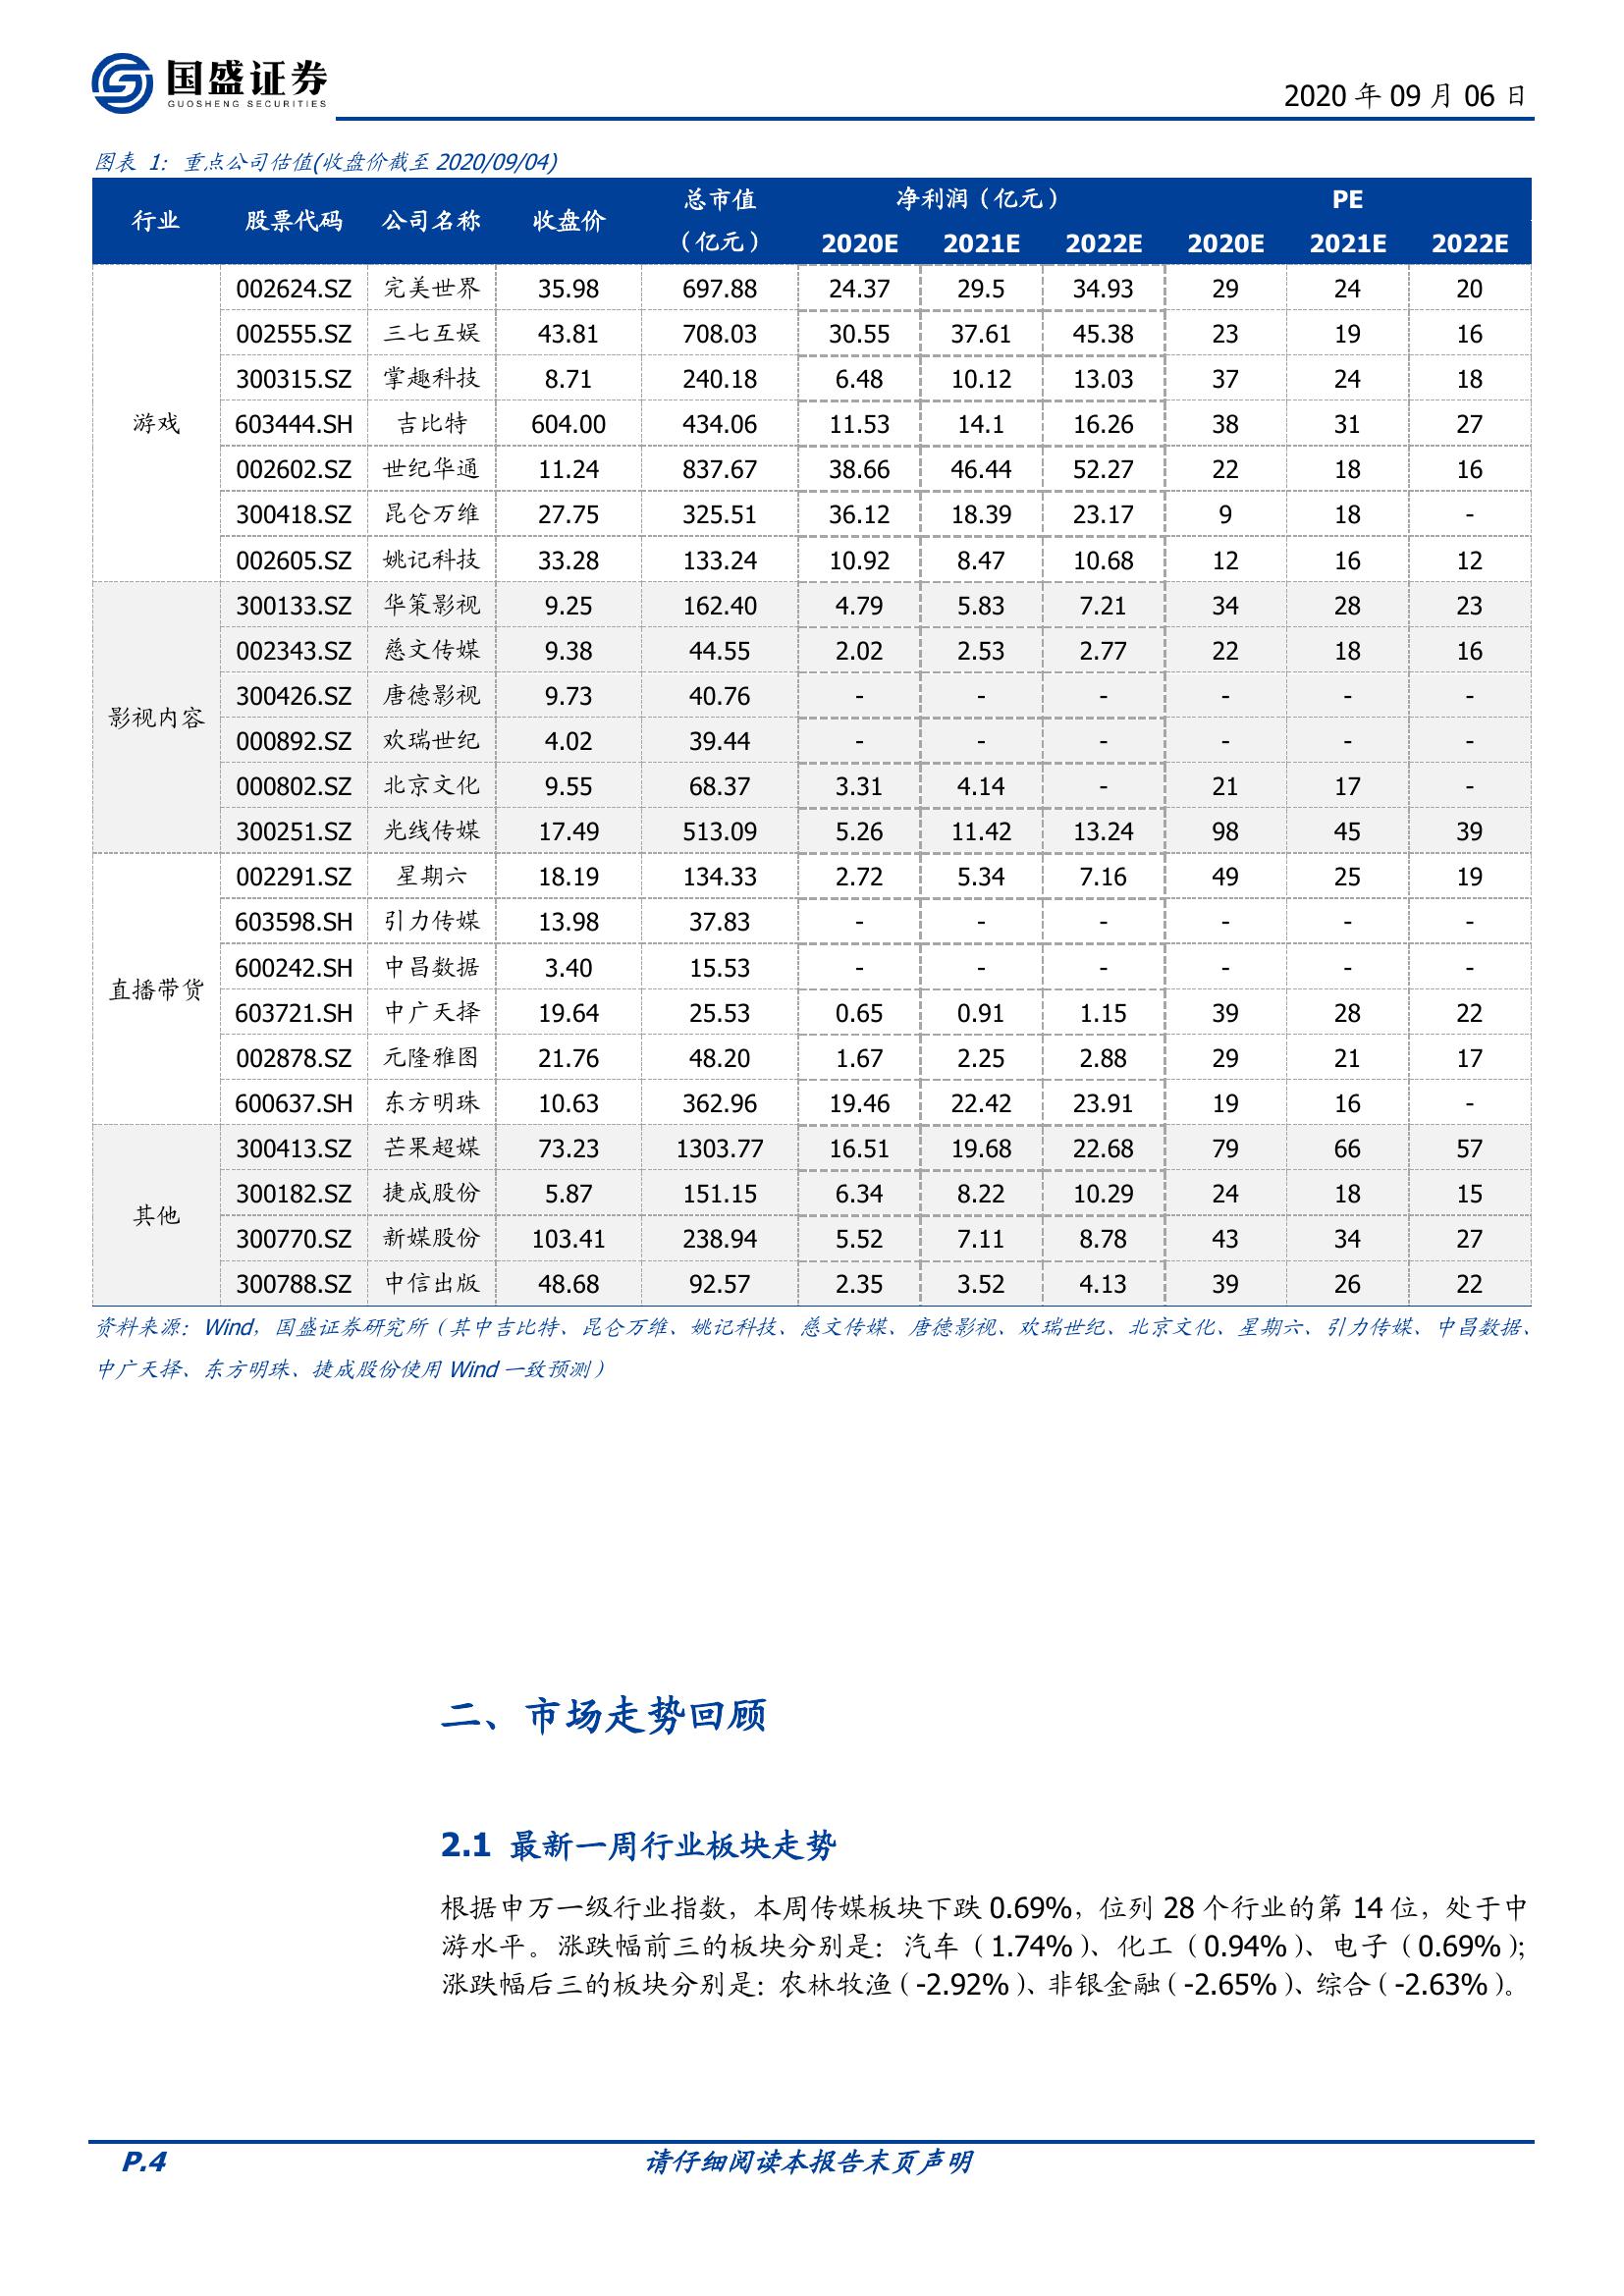 国盛证券
GUOSHENG SECURITIES
2020 年 09 月 06 日
图表 1：重点公司估值(收盘价截至 2020/09/04)
行业 股票代码 公司名称 收盘价 总市值（亿元） 净利润（亿元） PE
2020E 2021E 2022E 2020E 2021E 2022E
游戏
002624.SZ 完美世界 35.98 697.88 24.37 29.5 34.93 29 24 20
002555.SZ 三七互娱 43.81 708.03 30.55 37.61 45.38 23 19 16
300315.SZ 掌趣科技 8.71 240.18 6.48 10.12 13.03 37 24 18
603444.SH 吉比特 604.00 434.06 11.53 14.1 16.26 38 31 27
002602.SZ 世纪华通 11.24 837.67 38.66 46.44 52.27 22 18 16
300418.SZ 昆仑万维 27.75 325.51 36.12 18.39 23.17 9 18 -
002605.SZ 姚记科技 33.28 133.24 10.92 8.47 10.68 12 16 12
影视内容
300133.SZ 华策影视 9.25 162.40 4.79 5.83 7.21 34 28 23
002343.SZ 慈文传媒 9.38 44.55 2.02 2.53 2.77 22 18 16
300426.SZ 唐德影视 9.73 40.76 - - - - - -
000892.SZ 欢瑞世纪 4.02 39.44 - - - - - -
000802.SZ 北京文化 9.55 68.37 3.31 4.14 - 21 17 -
300251.SZ 光线传媒 17.49 513.09 5.26 11.42 13.24 98 45 39
直播带货
002291.SZ 星期六 18.19 134.33 2.72 5.34 7.16 49 25 19
603598.SH 引力传媒 13.98 37.83 - - - - - -
600242.SH 中昌数据 3.40 15.53 - - - - - -
603721.SH 中广天择 19.64 25.53 0.65 0.91 1.15 39 28 22
002878.SZ 元隆雅图 21.76 48.20 1.67 2.25 2.88 29 21 17
600637.SH 东方明珠 10.63 362.96 19.46 22.42 23.91 19 16 -
其他
300413.SZ 芒果超媒 73.23 1303.77 16.51 19.68 22.68 79 66 57
300182.SZ 捷成股份 5.87 151.15 6.34 8.22 10.29 24 18 15
300770.SZ 新媒股份 103.41 238.94 5.52 7.11 8.78 43 34 27
300788.SZ 中信出版 48.68 92.57 2.35 3.52 4.13 39 26 22
资料来源：Wind，国盛证券研究所（其中吉比特、昆仑万维、姚记科技、慈文传媒、唐德影视、欢瑞世纪、北京文化、星期六、引力传媒、中昌数据、
中广天择、东方明珠、捷成股份使用 Wind 一致预测）
二、市场走势回顾
2.1 最新一周行业板块走势
根据申万一级行业指数，本周传媒板块下跌 0.69%，位列 28 个行业的第 14 位，处于中
游水平。涨跌幅前三的板块分别是：汽车（1.74%）、化工（0.94%）、电子（0.69%）；
涨跌幅后三的板块分别是：农林牧渔（-2.92%）、非银金融（-2.65%）、综合（-2.63%）。
P.4
请仔细阅读本报告末页声明